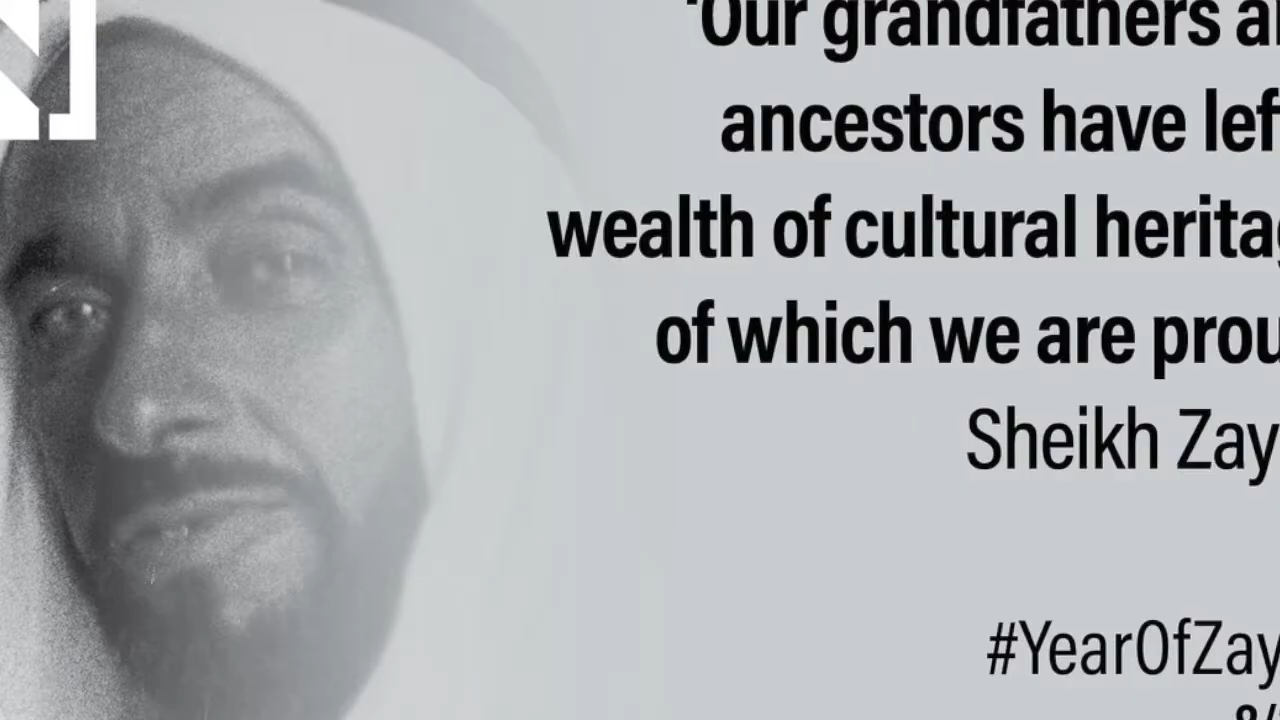 'Our grandfathers a
ancestors have lef
wealth of cultural herita
of which we are prou
Sheikh Zay
#YearOfZay